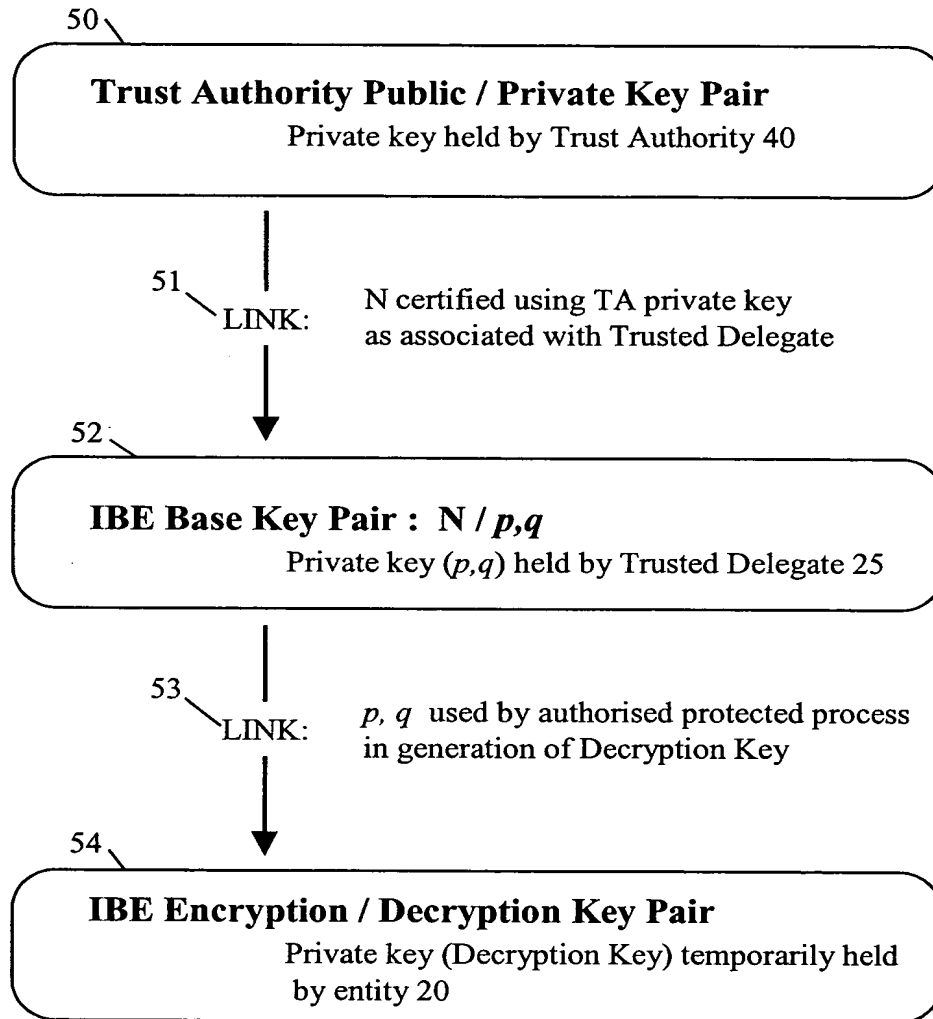 50
Trust Authority Public / Private Key Pair
Private key held by Trust Authority 40
51
LINK:
N certified using TA private key
as associated with Trusted Delegate
52
IBE Base Key Pair : N / p,q
Private key (p,q) held by Trusted Delegate 25
53
LINK:
p, q used by authorised protected process
in generation of Decryption Key
54
IBE Encryption / Decryption Key Pair
Private key (Decryption Key) temporarily held
by entity 20